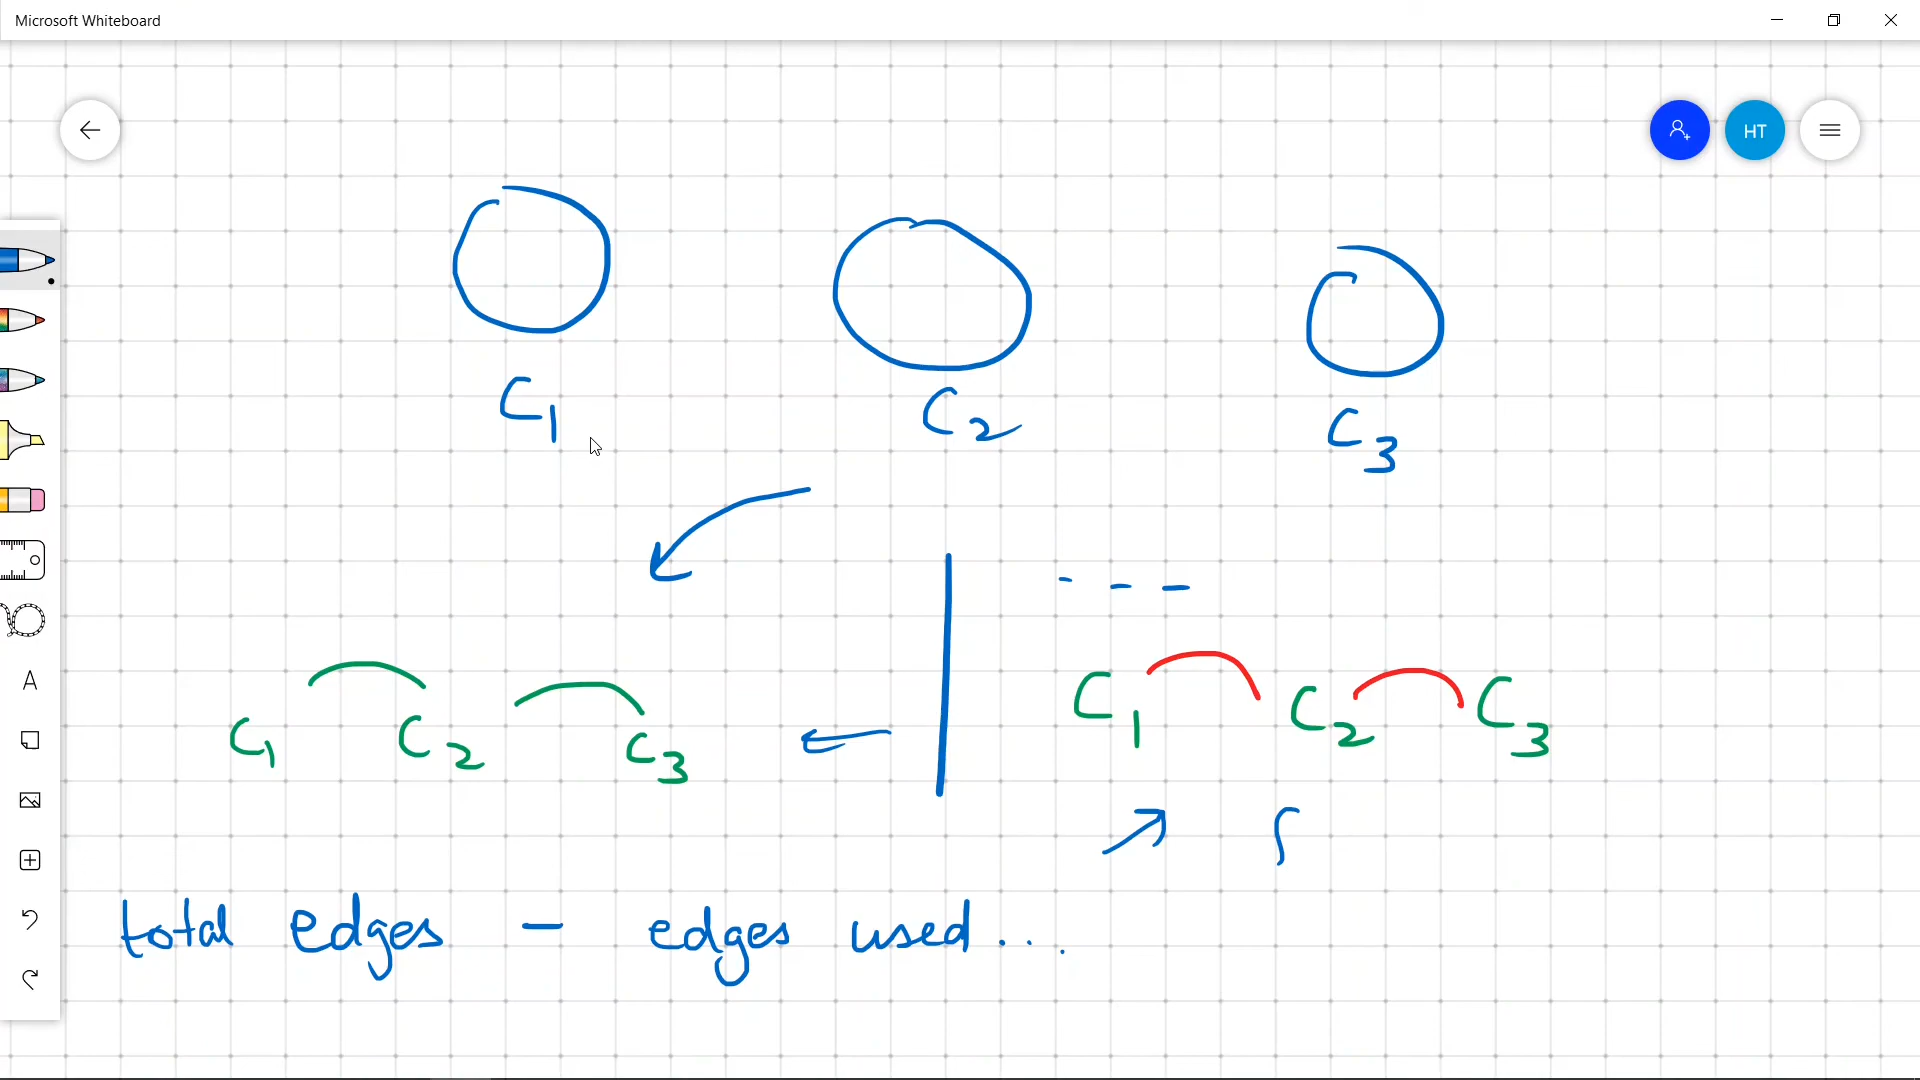 Microsoft Whiteboard
HT
C1
C2
C3
A
C1 C2 C3
C1 C2 C3
total edges - edges used...